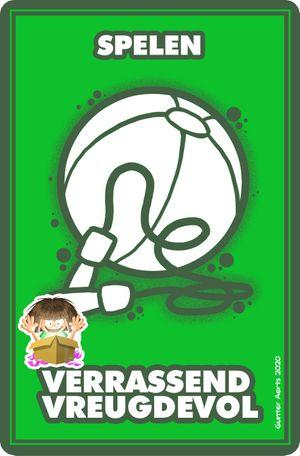 SPELEN
VERRASSEND
VREUGDEVOL
Gunter Aerts 2020